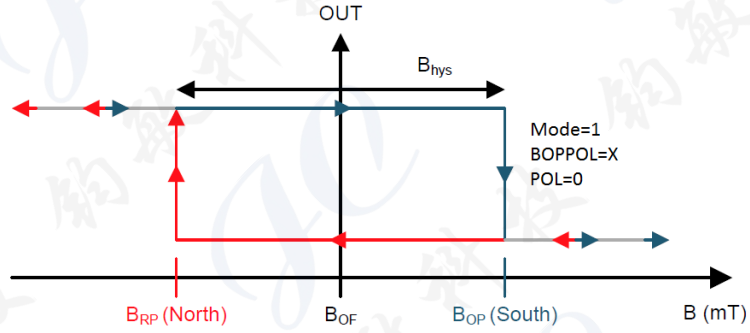 OUT
Bhys
Mode=1
BOPPOL=X
POL=0
BRP (North)
BOF
BOP (South)
B (mT)